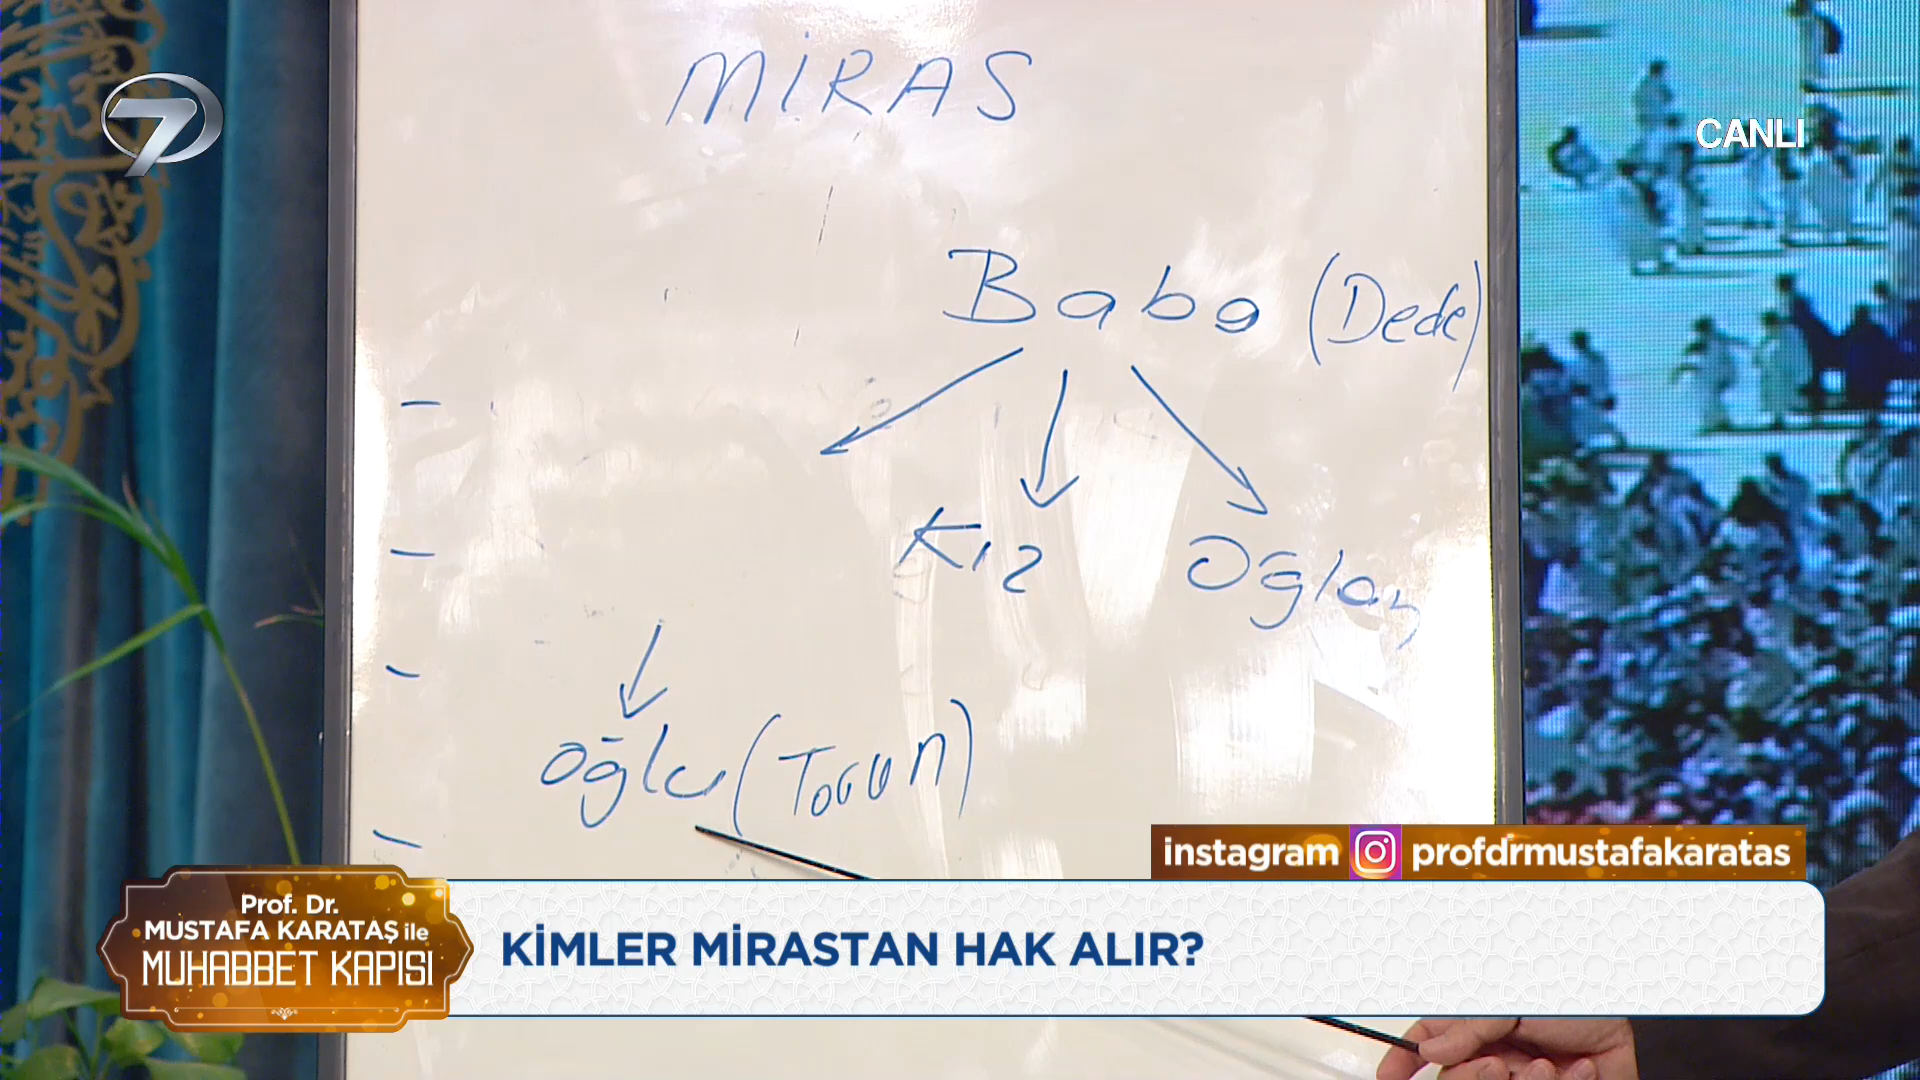 MİRAS
7
CANLI
Baba (Dede)
Kız Oğlan
Oğlu (Torun)
instagram profdrmustafakaratas
Prof. Dr.
MUSTAFA KARATAŞ ile
MUHABBET KAPISI
KİMLER MİRASTAN HAK ALIR?